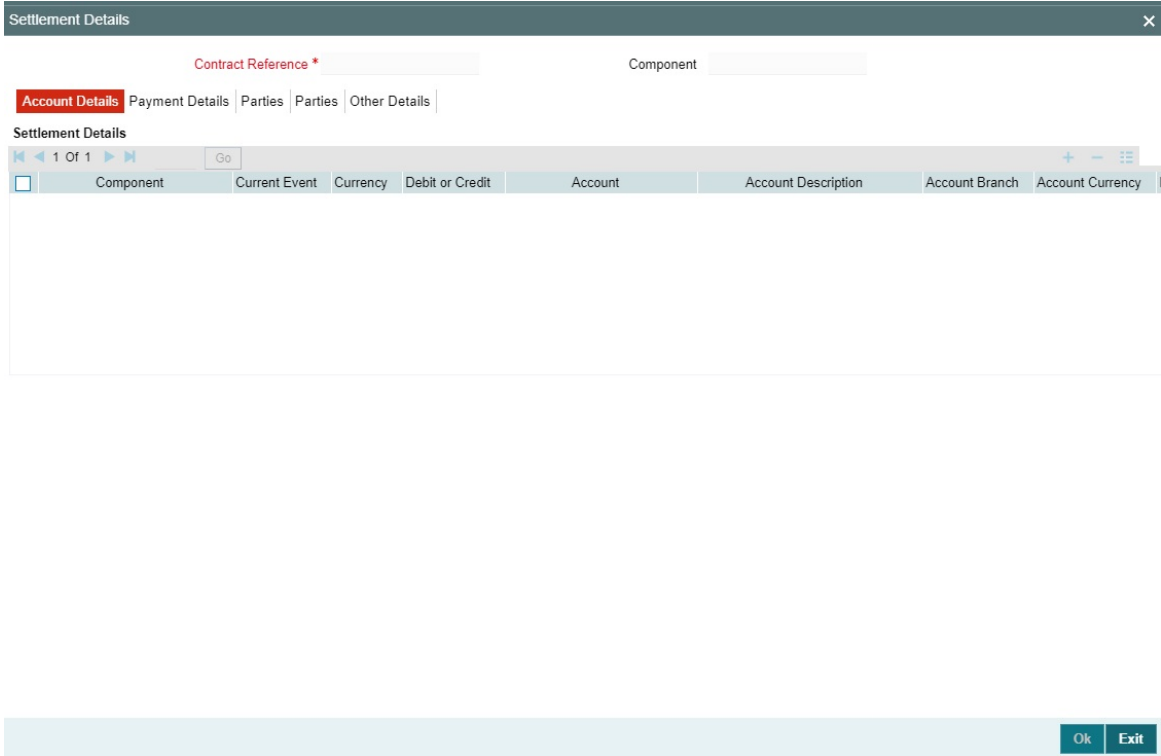 Settlement Details
Contract Reference * Component
Account Details Payment Details Parties Parties Other Details
Settlement Details
1 Of 1 Go
Component Current Event Currency Debit or Credit Account Account Description Account Branch Account Currency
Ok Exit